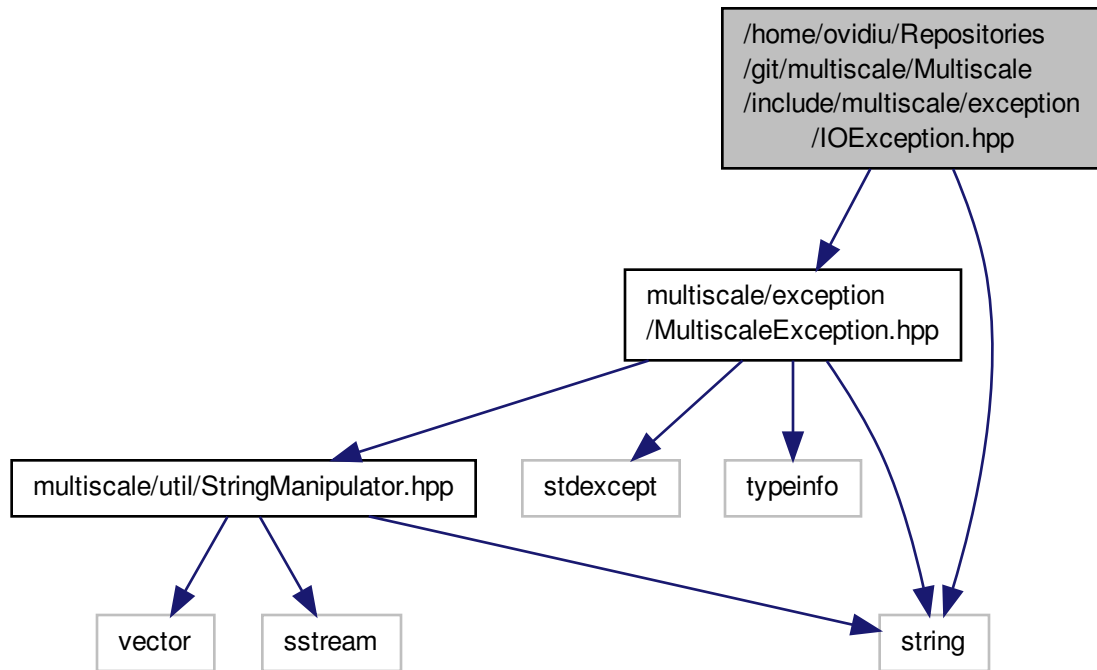 /home/ovidiu/Repositories
/git/multiscale/Multiscale
/include/multiscale/exception
/IOException.hpp
multiscale/exception
/MultiscaleException.hpp
multiscale/util/StringManipulator.hpp
stdexcept
typeinfo
vector
sstream
string